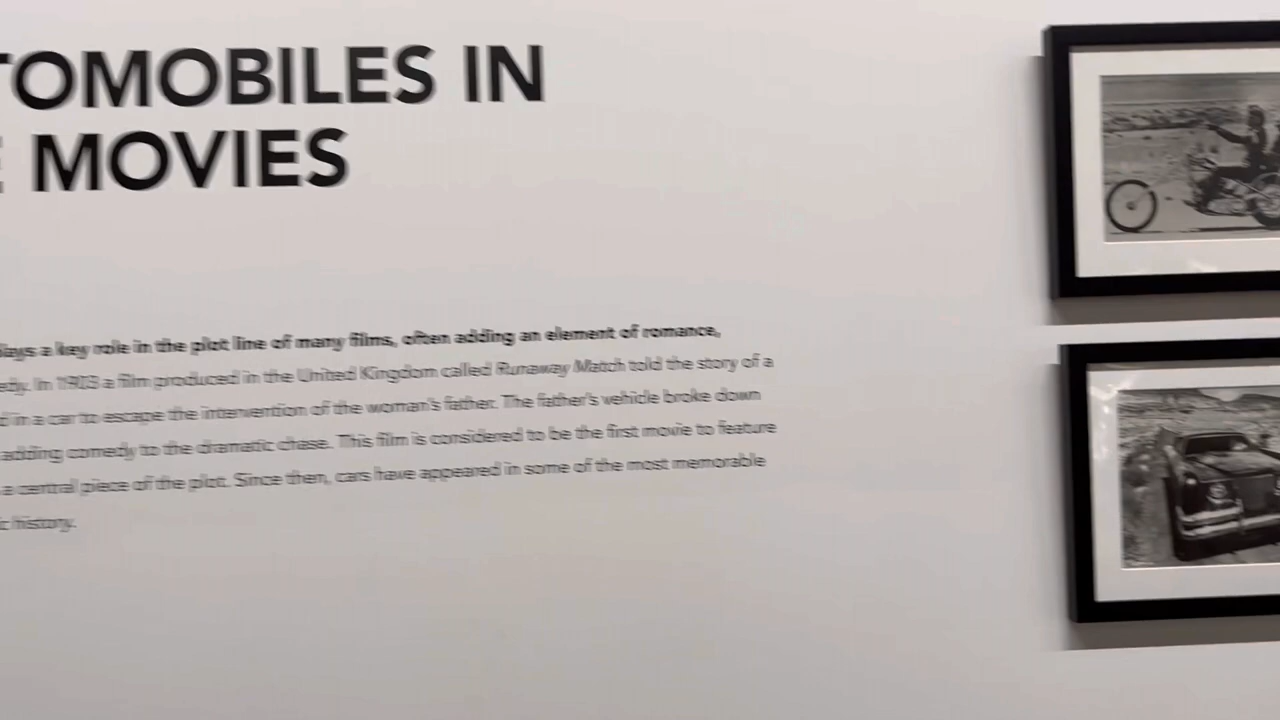 TOMOBILES IN
E MOVIES
lays a key role in the plot line of many films, often adding an element of romance,
edy. In 1903 a film produced in the United Kingdom called Runaway Match told the story of a
d in a car to escape the intervention of the woman's father. The father's vehicle broke down
adding comedy to the dramatic chase. This film is considered to be the first movie to feature
a central piece of the plot. Since then, cars have appeared in some of the most memorable
c history.